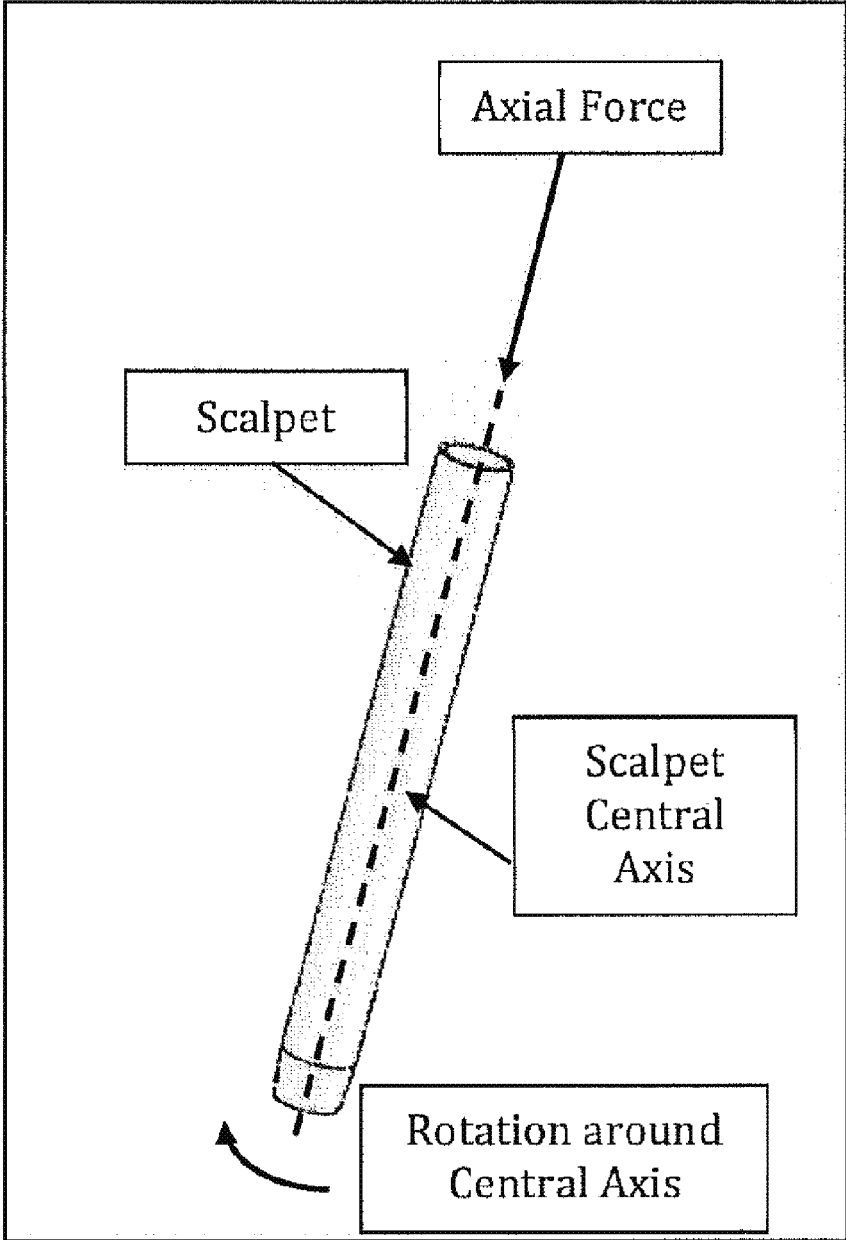 Axial Force
Scalpet
Scalpet
Central
Axis
Rotation around
Central Axis